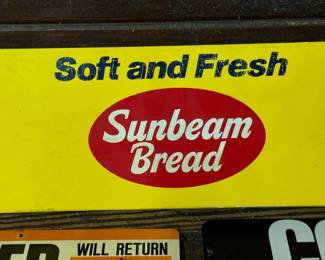 Soft and Fresh
Sunbeam
Bread
WILL RETURN